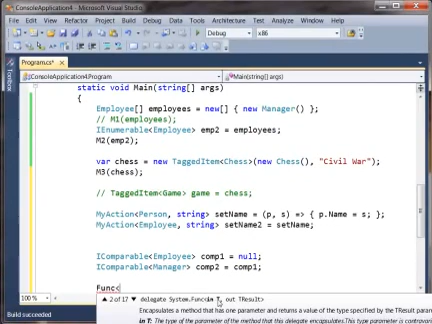 ConsoleApplication4 - Microsoft Visual Studio
File Edit View Refactor Project Build Debug Team Data Tools Architecture Test Analyze Window Help
Debug x86
Program.cs*
ConsoleApplication4Program Main(string[] args)
Toolbox
static void Main(string[] args)
{
Employee[] employees = new[] { new Manager() };
// M1(employees);
IEnumerable<Employee> emp2 = employees;
M2(emp2);
var chess = new TaggedItem<Chess>(new Chess(), "Civil War");
M3(chess);
// TaggedItem<Game> game = chess;
MyAction<Person, string> setName = (p, s) => { p.Name = s; };
MyAction<Employee, string> setName2 = setName;
IComparable<Employee> comp1 = null;
IComparable<Manager> comp2 = comp1;
Func<
100 %
▲ 2 of 17 ▼ delegate System.Func<in T, out TResult>
Build succeeded
Encapsulates a method that has one parameter and returns a value of the type specified by the TResult param
in T: The type of the parameter of the method that this delegate encapsulates.This type parameter is contravari